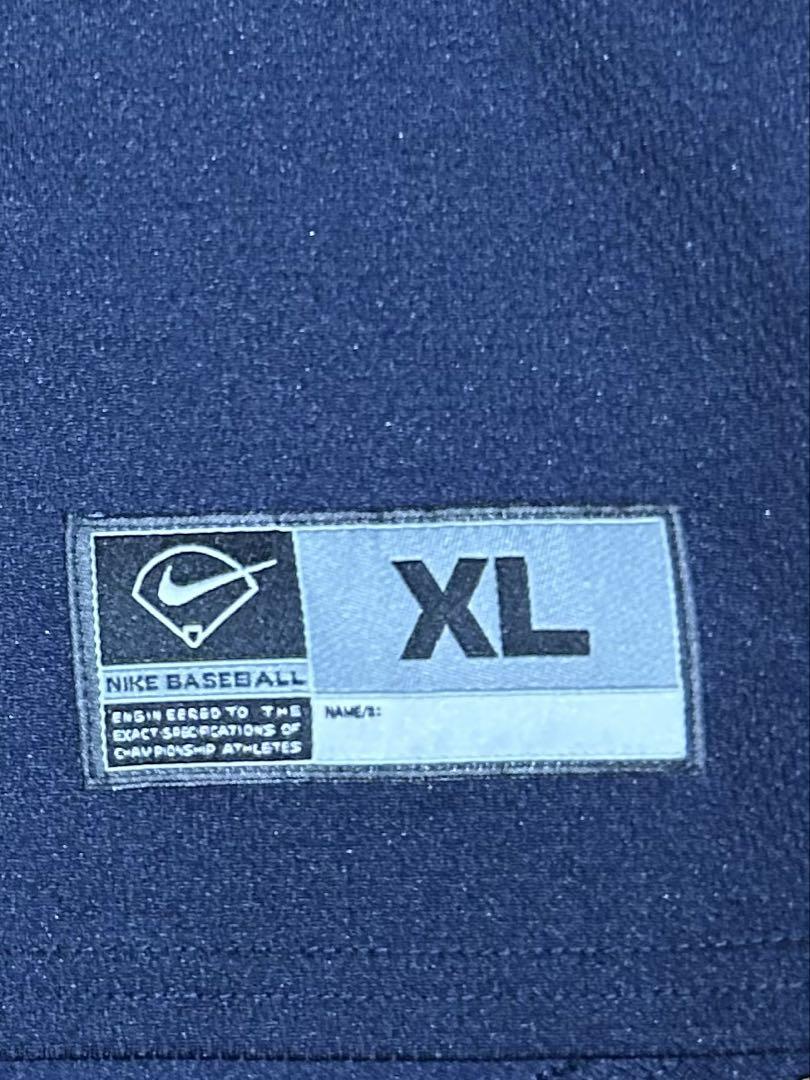 XL
NIKE BASEBALL
ENGINEERED TO THE
EXACT SPECIFICATIONS OF
CHAMPIONSHIP ATHLETES
NAME/#: